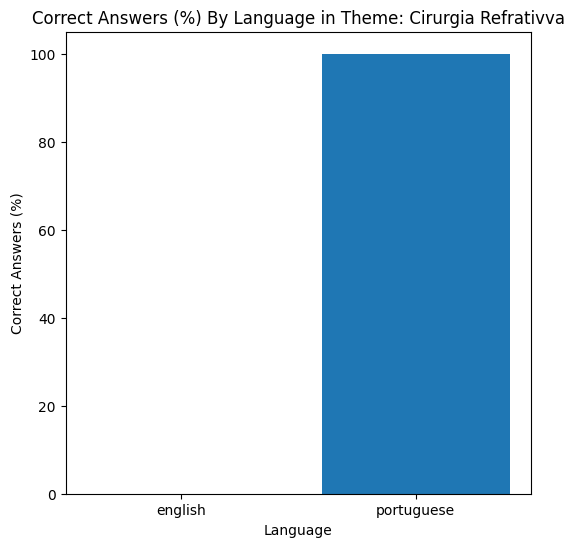 Correct Answers (%) By Language in Theme: Cirurgia Refrativva
100
80
60
40
20
0
Correct Answers (%)
english portuguese
Language